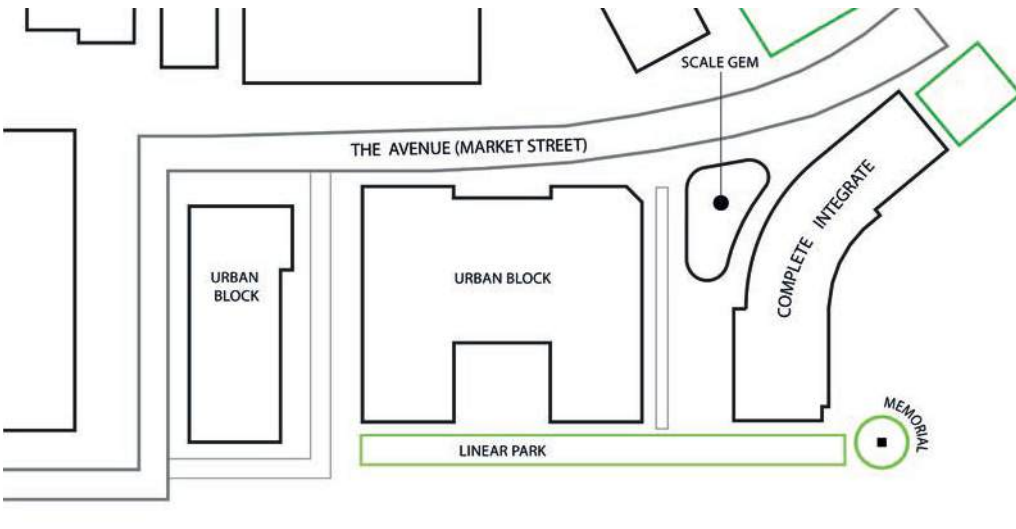 SCALE GEM
THE AVENUE (MARKET STREET)
URBAN
BLOCK
URBAN BLOCK
COMPLETE INTEGRATE
LINEAR PARK
MEMORIAL